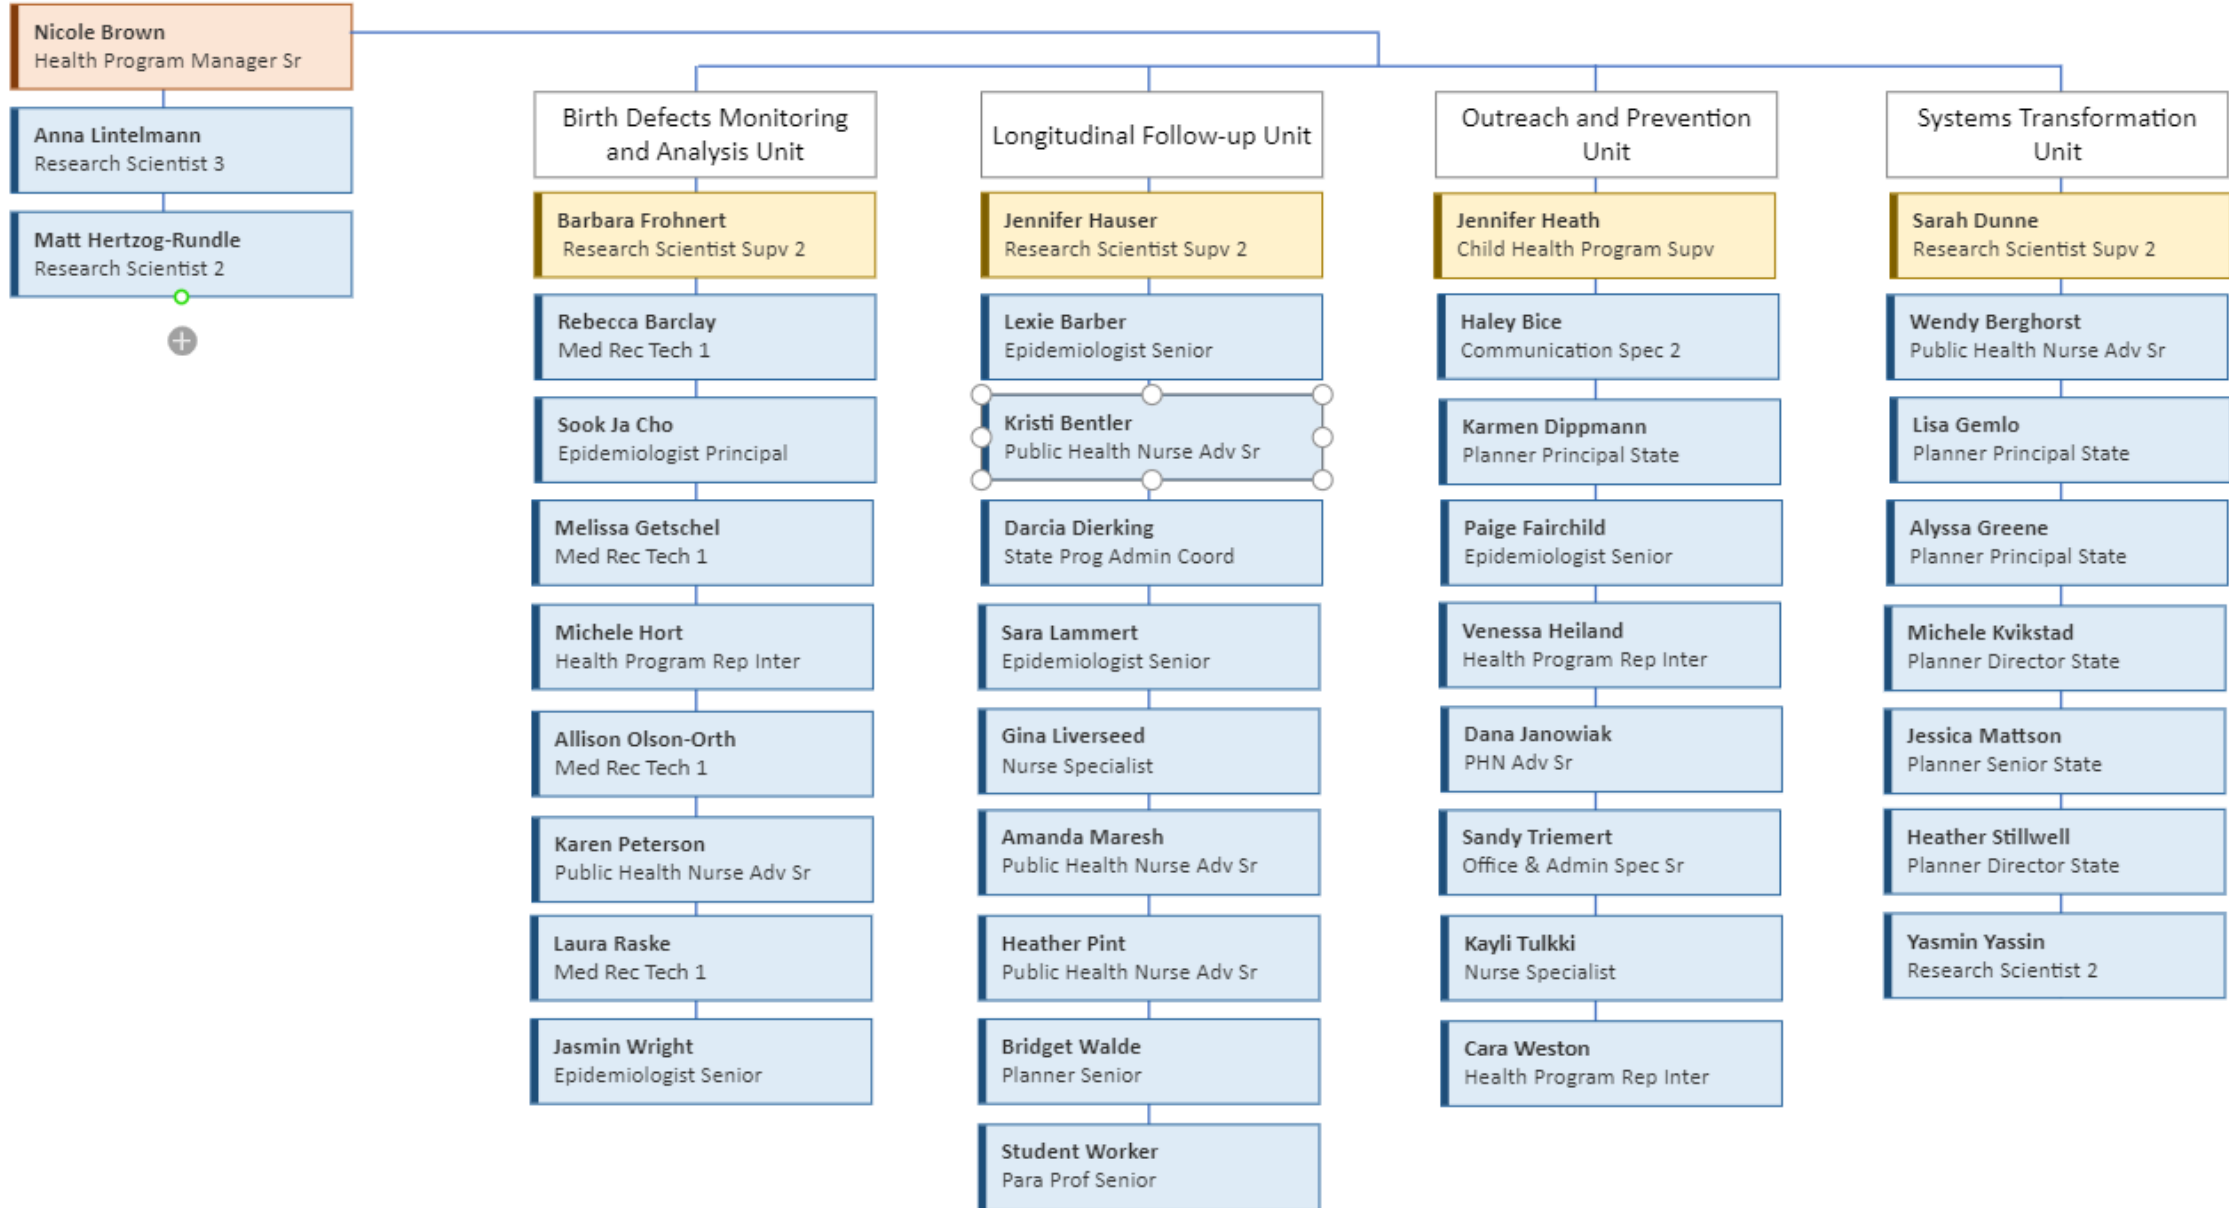 Nicole Brown
Health Program Manager Sr
Anna Lintelmann
Research Scientist 3
Matt Hertzog-Rundle
Research Scientist 2
Birth Defects Monitoring
and Analysis Unit
Barbara Frohnert
Research Scientist Supv 2
Rebecca Barclay
Med Rec Tech 1
Sook Ja Cho
Epidemiologist Principal
Melissa Getschel
Med Rec Tech 1
Michele Hort
Health Program Rep Inter
Allison Olson-Orth
Med Rec Tech 1
Karen Peterson
Public Health Nurse Adv Sr
Laura Raske
Med Rec Tech 1
Jasmin Wright
Epidemiologist Senior
Longitudinal Follow-up Unit
Jennifer Hauser
Research Scientist Supv 2
Lexie Barber
Epidemiologist Senior
Kristi Bentler
Public Health Nurse Adv Sr
Darcia Dierking
State Prog Admin Coord
Sara Lammert
Epidemiologist Senior
Gina Liverseed
Nurse Specialist
Amanda Maresh
Public Health Nurse Adv Sr
Heather Pint
Public Health Nurse Adv Sr
Bridget Walde
Planner Senior
Student Worker
Para Prof Senior
Outreach and Prevention
Unit
Jennifer Heath
Child Health Program Supv
Haley Bice
Communication Spec 2
Karmen Dippmann
Planner Principal State
Paige Fairchild
Epidemiologist Senior
Venessa Heiland
Health Program Rep Inter
Dana Janowiak
PHN Adv Sr
Sandy Triemert
Office & Admin Spec Sr
Kayli Tulkki
Nurse Specialist
Cara Weston
Health Program Rep Inter
Systems Transformation
Unit
Sarah Dunne
Research Scientist Supv 2
Wendy Berghorst
Public Health Nurse Adv Sr
Lisa Gemlo
Planner Principal State
Alyssa Greene
Planner Principal State
Michele Kvikstad
Planner Director State
Jessica Mattson
Planner Senior State
Heather Stillwell
Planner Director State
Yasmin Yassin
Research Scientist 2